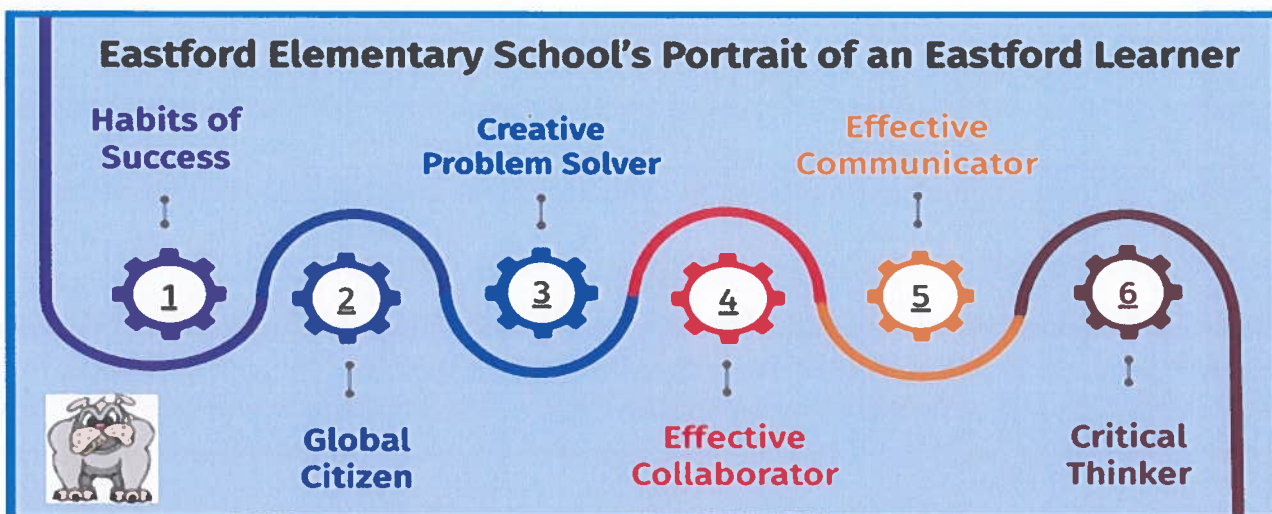 Eastford Elementary School's Portrait of an Eastford Learner
Habits of
Success
Creative
Problem Solver
Effective
Communicator
1
2
3
4
5
6
Global
Citizen
Effective
Collaborator
Critical
Thinker